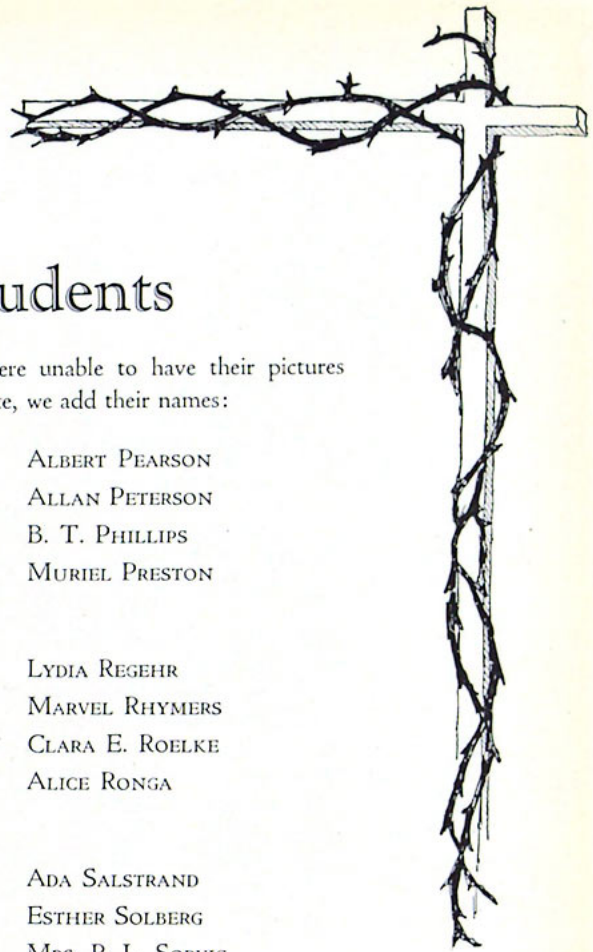 udents
ere unable to have their pictures
e, we add their names:
ALBERT PEARSON
ALLAN PETERSON
B. T. PHILLIPS
MURIEL PRESTON
LYDIA REGEHR
MARVEL RHYMERS
CLARA E. ROELKE
ALICE RONGA
ADA SALSTRAND
ESTHER SOLBERG
MRS.